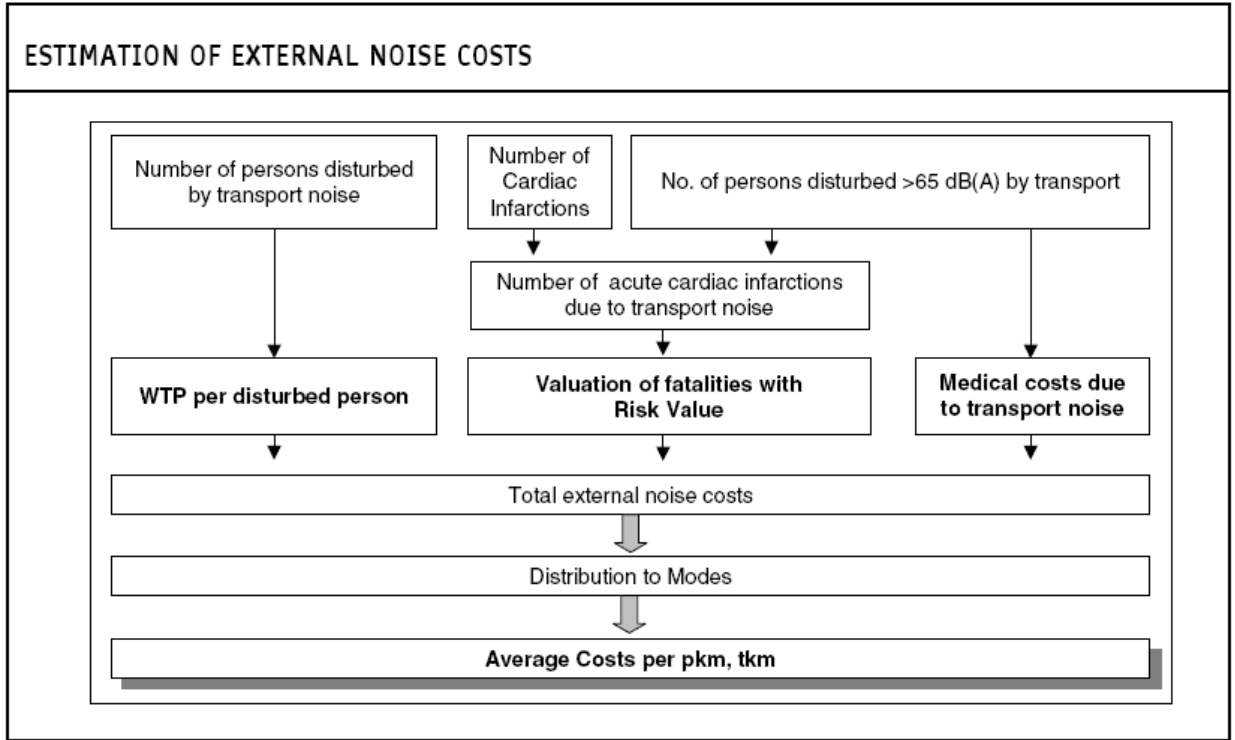 ESTIMATION OF EXTERNAL NOISE COSTS
Number of persons disturbed
by transport noise
Number of
Cardiac
Infarctions
No. of persons disturbed >65 dB(A) by transport
Number of acute cardiac infarctions
due to transport noise
WTP per disturbed person
Valuation of fatalities with
Risk Value
Medical costs due
to transport noise
Total external noise costs
Distribution to Modes
Average Costs per pkm, tkm